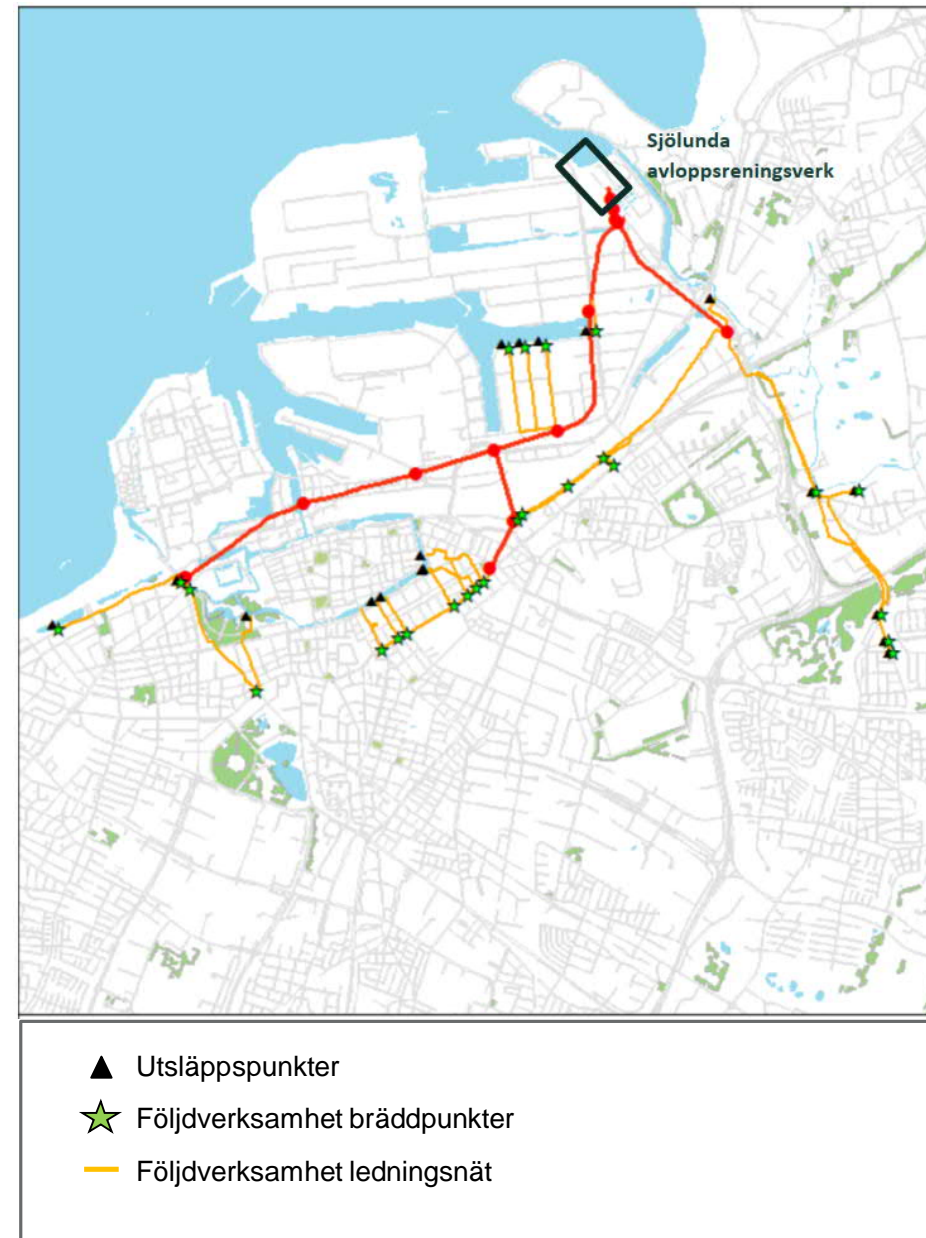 Sjölunda
avloppsreningsverk
Utsläppspunkter
Följdverksamhet bräddpunkter
Följdverksamhet ledningsnät